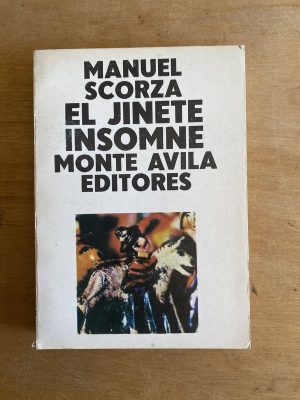 MANUEL
SCORZA
EL JINETE
INSOMNE
MONTE AVILA
EDITORES